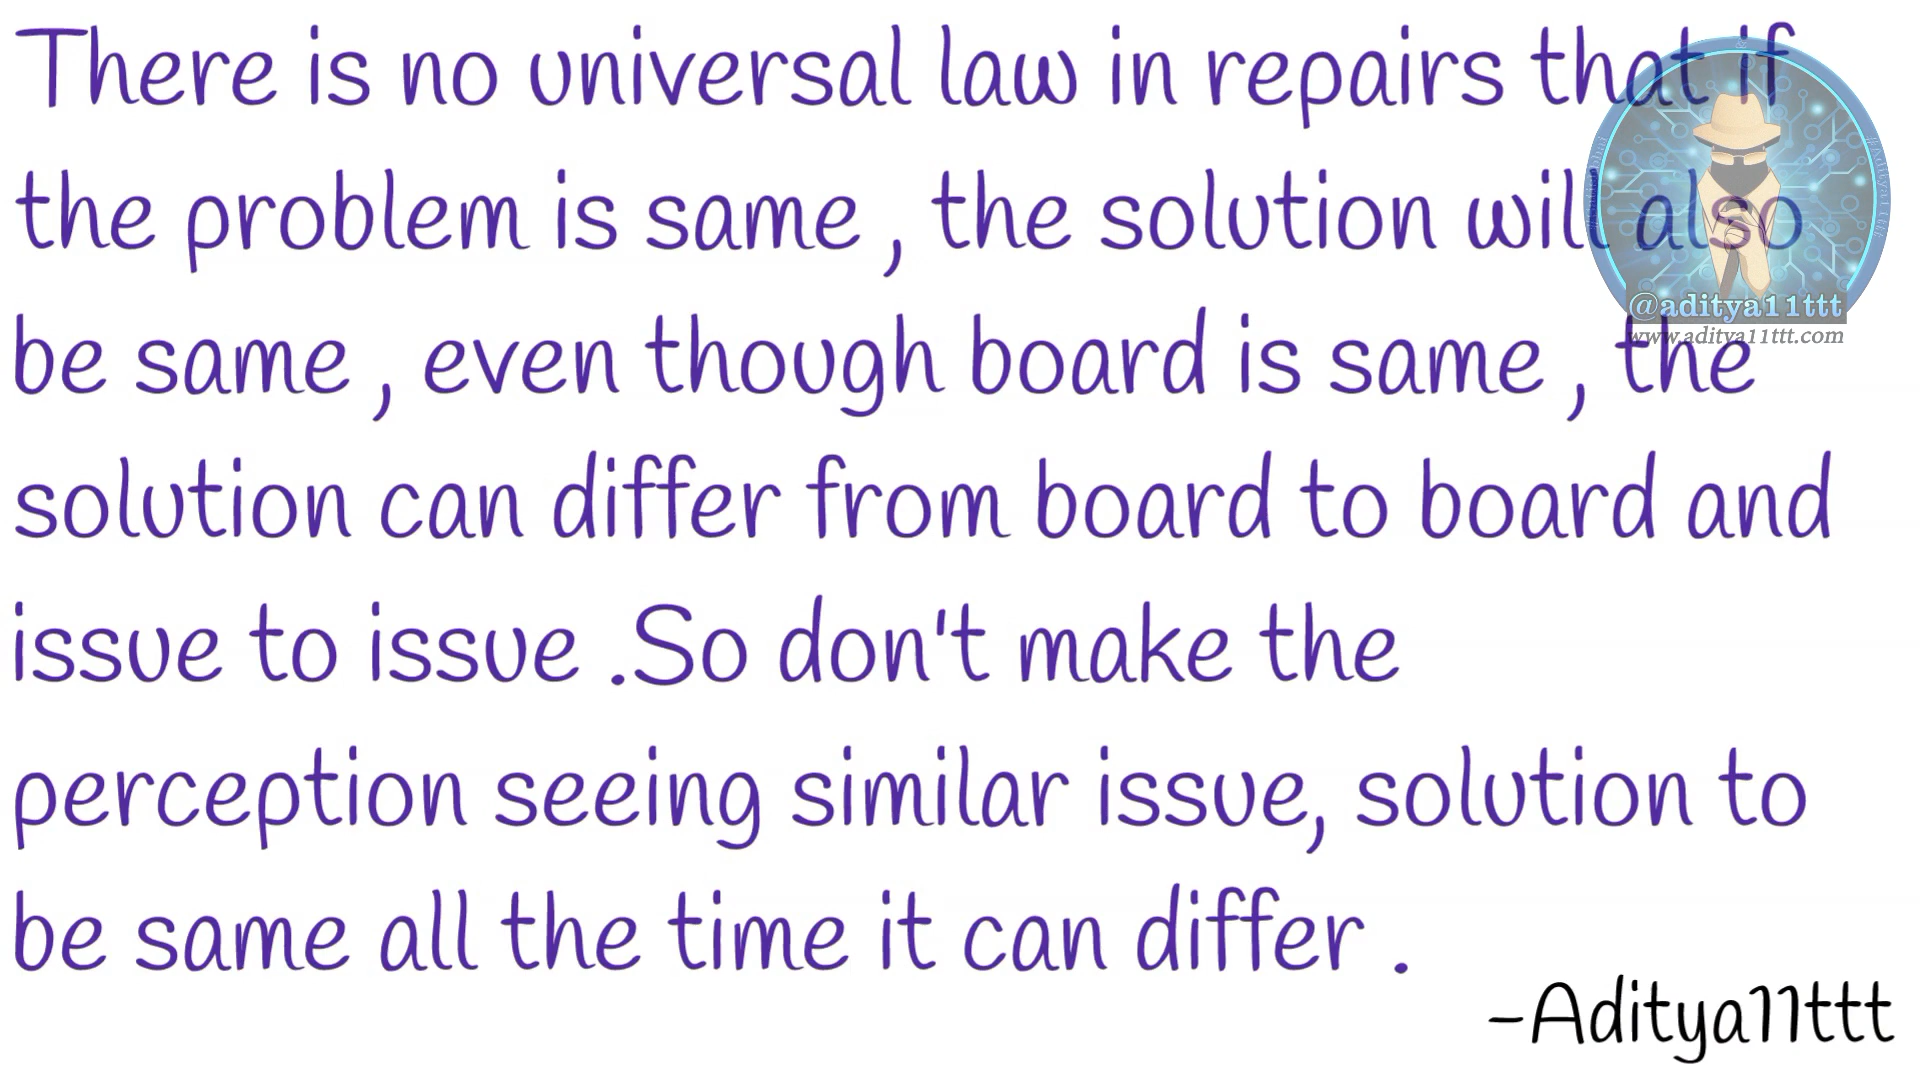 There is no universal law in repairs that if
the problem is same , the solution will also
be same , even though board is same , the
solution can differ from board to board and
issue to issue .So don't make the
perception seeing similar issue, solution to
be same all the time it can differ .
-Aditya11ttt
@aditya11ttt
www.aditya11ttt.com